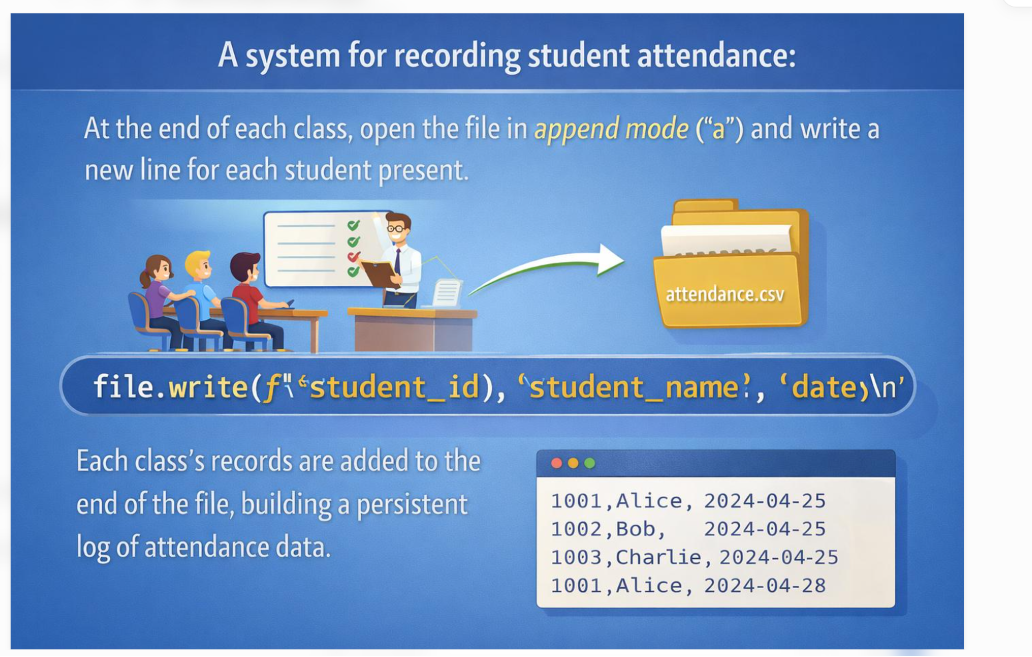 A system for recording student attendance:
At the end of each class, open the file in append mode (“a”) and write a
new line for each student present.
attendance.csv
file.write(f"\‘student_id), ‘student_name!, ‘date)\n’
Each class’s records are added to the
end of the file, building a persistent
log of attendance data.
1001,Alice, 2024-04-25
1002,Bob,   2024-04-25
1003,Charlie, 2024-04-25
1001,Alice, 2024-04-28